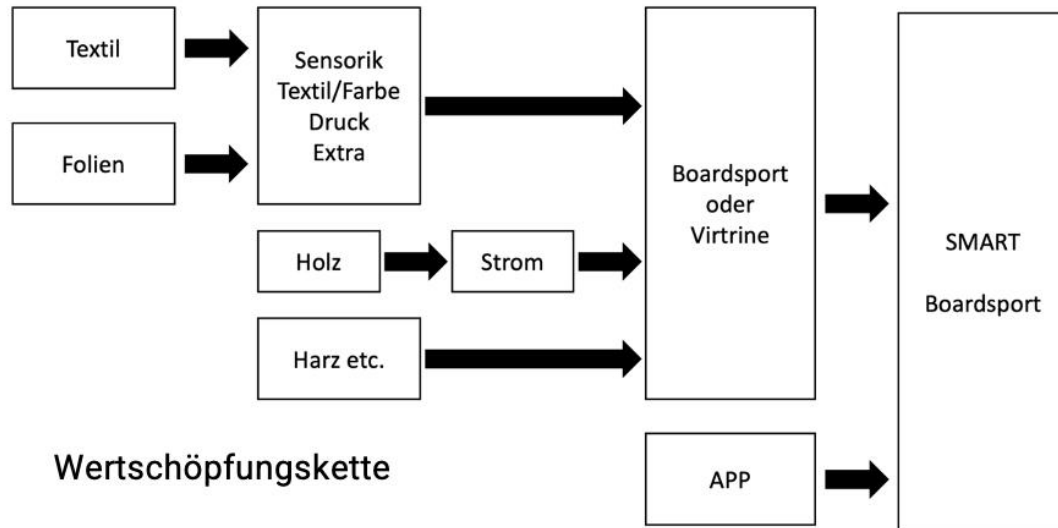 Textil
Folien
Sensorik
Textil/Farbe
Druck
Extra
Holz
Strom
Harz etc.
Boardsport
oder
Virtrine
APP
SMART
Boardsport
Wertschöpfungskette